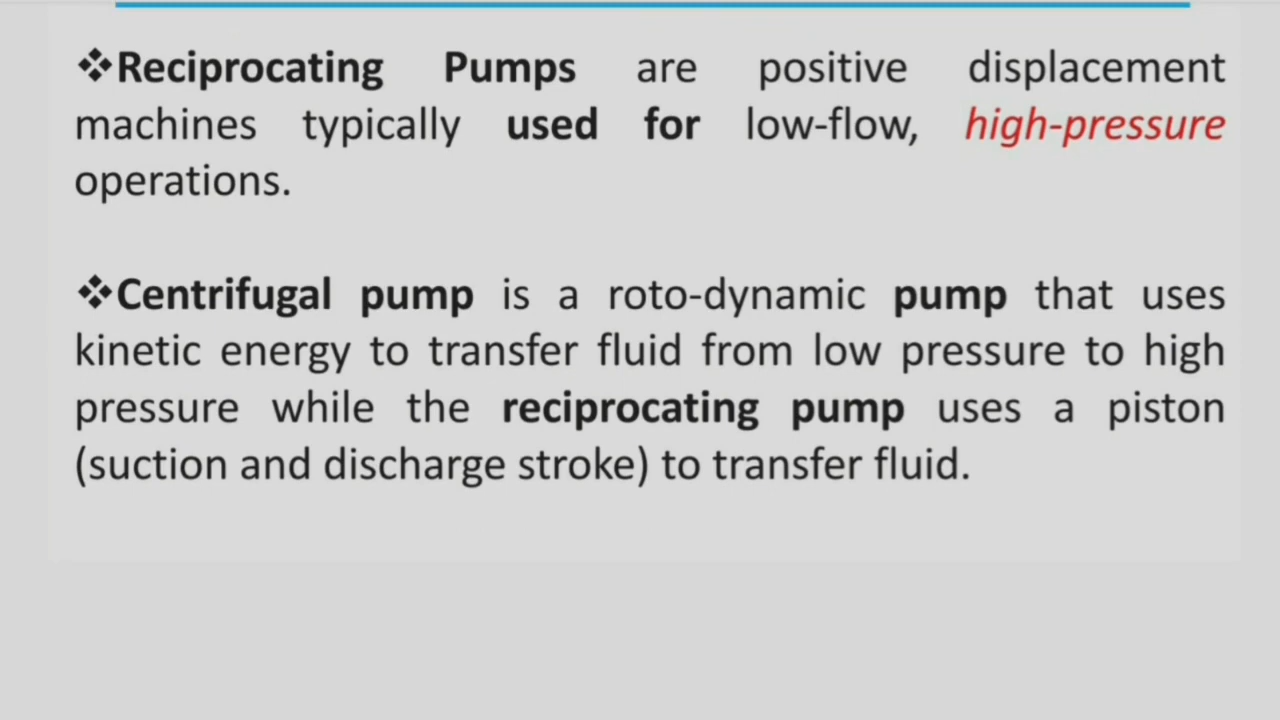 ❖Reciprocating Pumps are positive displacement
machines typically used for low-flow, high-pressure
operations.
❖Centrifugal pump is a roto-dynamic pump that uses
kinetic energy to transfer fluid from low pressure to high
pressure while the reciprocating pump uses a piston
(suction and discharge stroke) to transfer fluid.